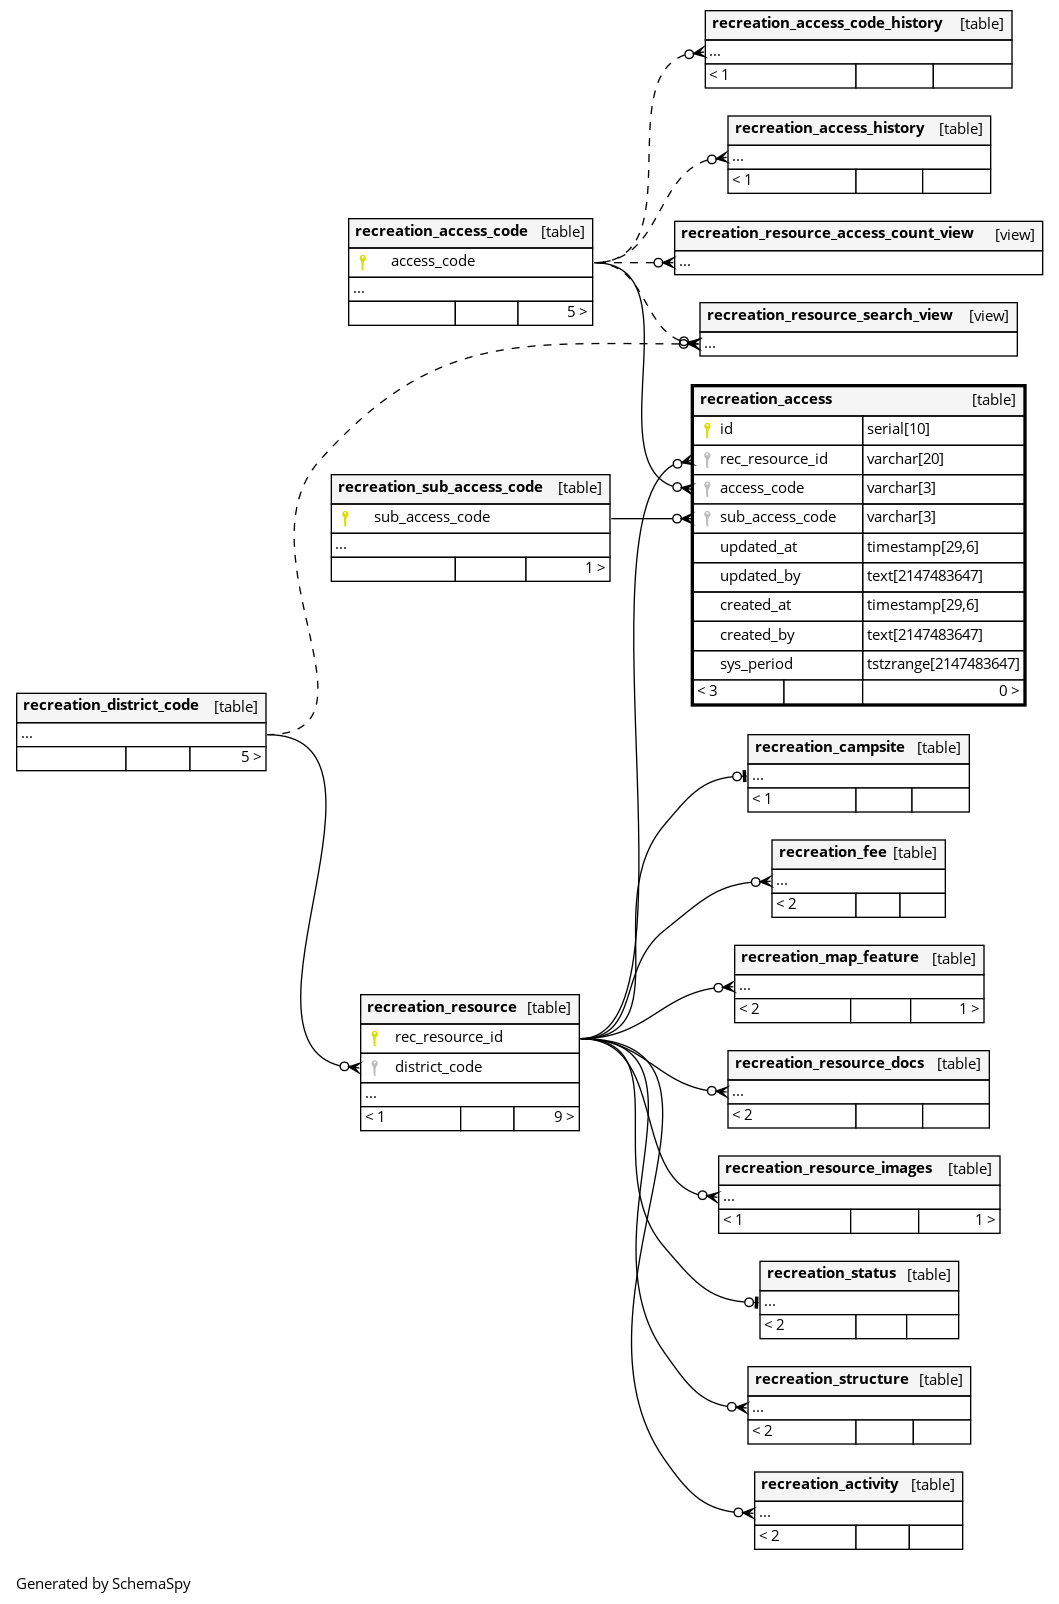 recreation_access_code_history [table]
...
< 1
recreation_access_history [table]
...
< 1
recreation_access_code [table]
access_code
...
5 >
recreation_resource_access_count_view [view]
...
recreation_resource_search_view [view]
...
recreation_access [table]
id serial[10]
rec_resource_id varchar[20]
access_code varchar[3]
sub_access_code varchar[3]
updated_at timestamp[29,6]
updated_by text[2147483647]
created_at timestamp[29,6]
created_by text[2147483647]
sys_period tstzrange[2147483647]
< 3 0 >
recreation_sub_access_code [table]
sub_access_code
...
1 >
recreation_district_code [table]
...
5 >
recreation_campsite [table]
...
< 1
recreation_fee [table]
...
< 2
recreation_map_feature [table]
...
< 2 1 >
recreation_resource [table]
rec_resource_id
district_code
...
< 1 9 >
recreation_resource_docs [table]
...
< 2
recreation_resource_images [table]
...
< 1 1 >
recreation_status [table]
...
< 2
recreation_structure [table]
...
< 2
recreation_activity [table]
...
< 2
Generated by SchemaSpy